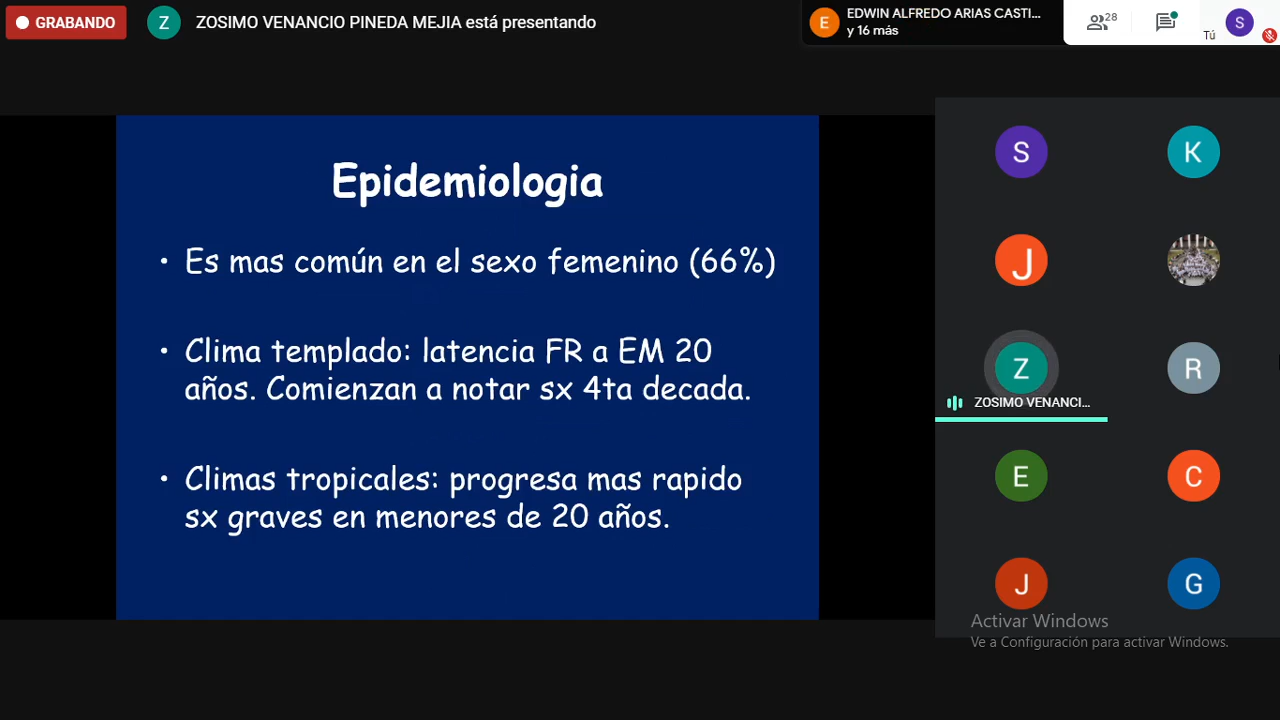 GRABANDO
Z
ZOSIMO VENANCIO PINEDA MEJIA está presentando
E
EDWIN ALFREDO ARIAS CASTI...
y 16 más
28
Tú
S
Epidemiologia
• Es mas común en el sexo femenino (66%)
• Clima templado: latencia FR a EM 20
años. Comienzan a notar sx 4ta decada.
• Climas tropicales: progresa mas rapido
sx graves en menores de 20 años.
S
K
J
Z
ZOSIMO VENANCI...
R
E
C
J
G
Activar Windows
Ve a Configuración para activar Windows.